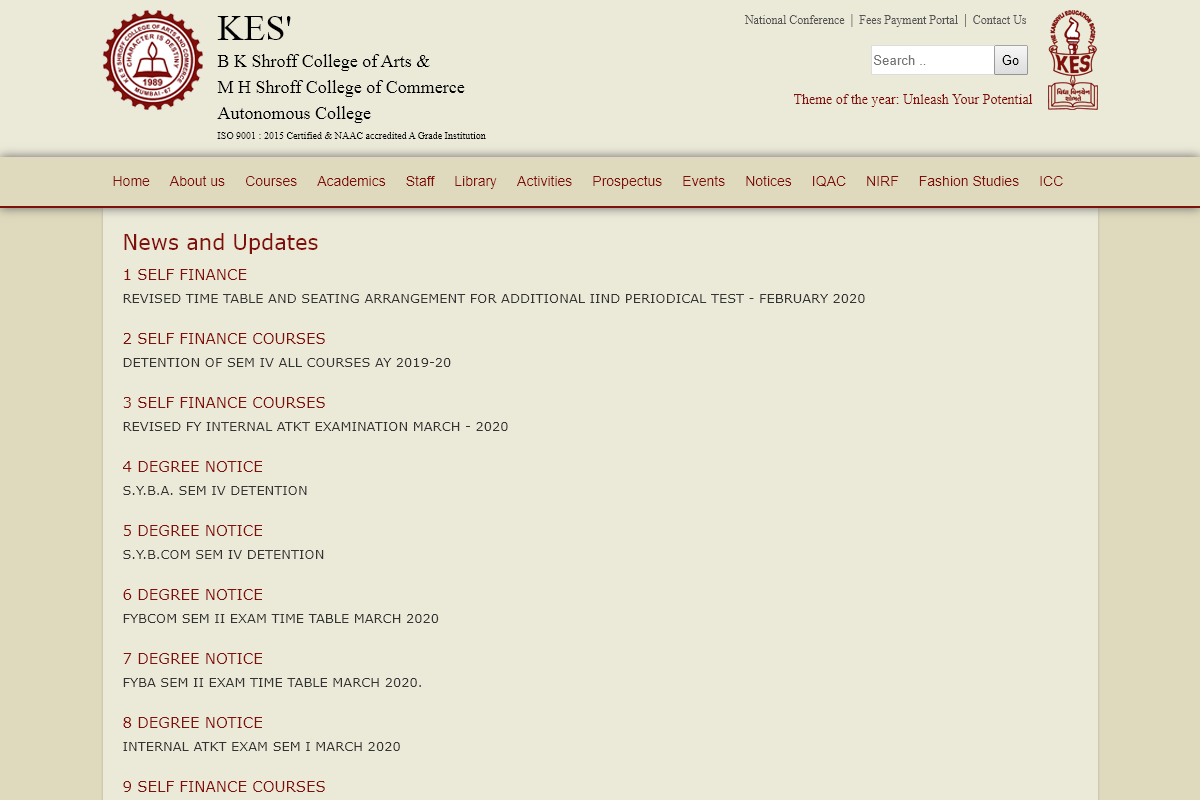 K.E.S' SHROFF COLLEGE OF ARTS AND COMMERCE
CHARACTER IS DESTINY
1989
MUMBAI - 67
KES'
B K Shroff College of Arts &
M H Shroff College of Commerce
Autonomous College
ISO 9001 : 2015 Certified & NAAC accredited A Grade Institution
National Conference | Fees Payment Portal | Contact Us
Search ..
Go
Theme of the year: Unleash Your Potential
THE KANDIVLI EDUCATION SOCIETY
KES
विद्या विनयेन
शोभते
Home About us Courses Academics Staff Library Activities Prospectus Events Notices IQAC NIRF Fashion Studies ICC
News and Updates
1 SELF FINANCE
REVISED TIME TABLE AND SEATING ARRANGEMENT FOR ADDITIONAL IIND PERIODICAL TEST - FEBRUARY 2020
2 SELF FINANCE COURSES
DETENTION OF SEM IV ALL COURSES AY 2019-20
3 SELF FINANCE COURSES
REVISED FY INTERNAL ATKT EXAMINATION MARCH - 2020
4 DEGREE NOTICE
S.Y.B.A. SEM IV DETENTION
5 DEGREE NOTICE
S.Y.B.COM SEM IV DETENTION
6 DEGREE NOTICE
FYBCOM SEM II EXAM TIME TABLE MARCH 2020
7 DEGREE NOTICE
FYBA SEM II EXAM TIME TABLE MARCH 2020.
8 DEGREE NOTICE
INTERNAL ATKT EXAM SEM I MARCH 2020
9 SELF FINANCE COURSES